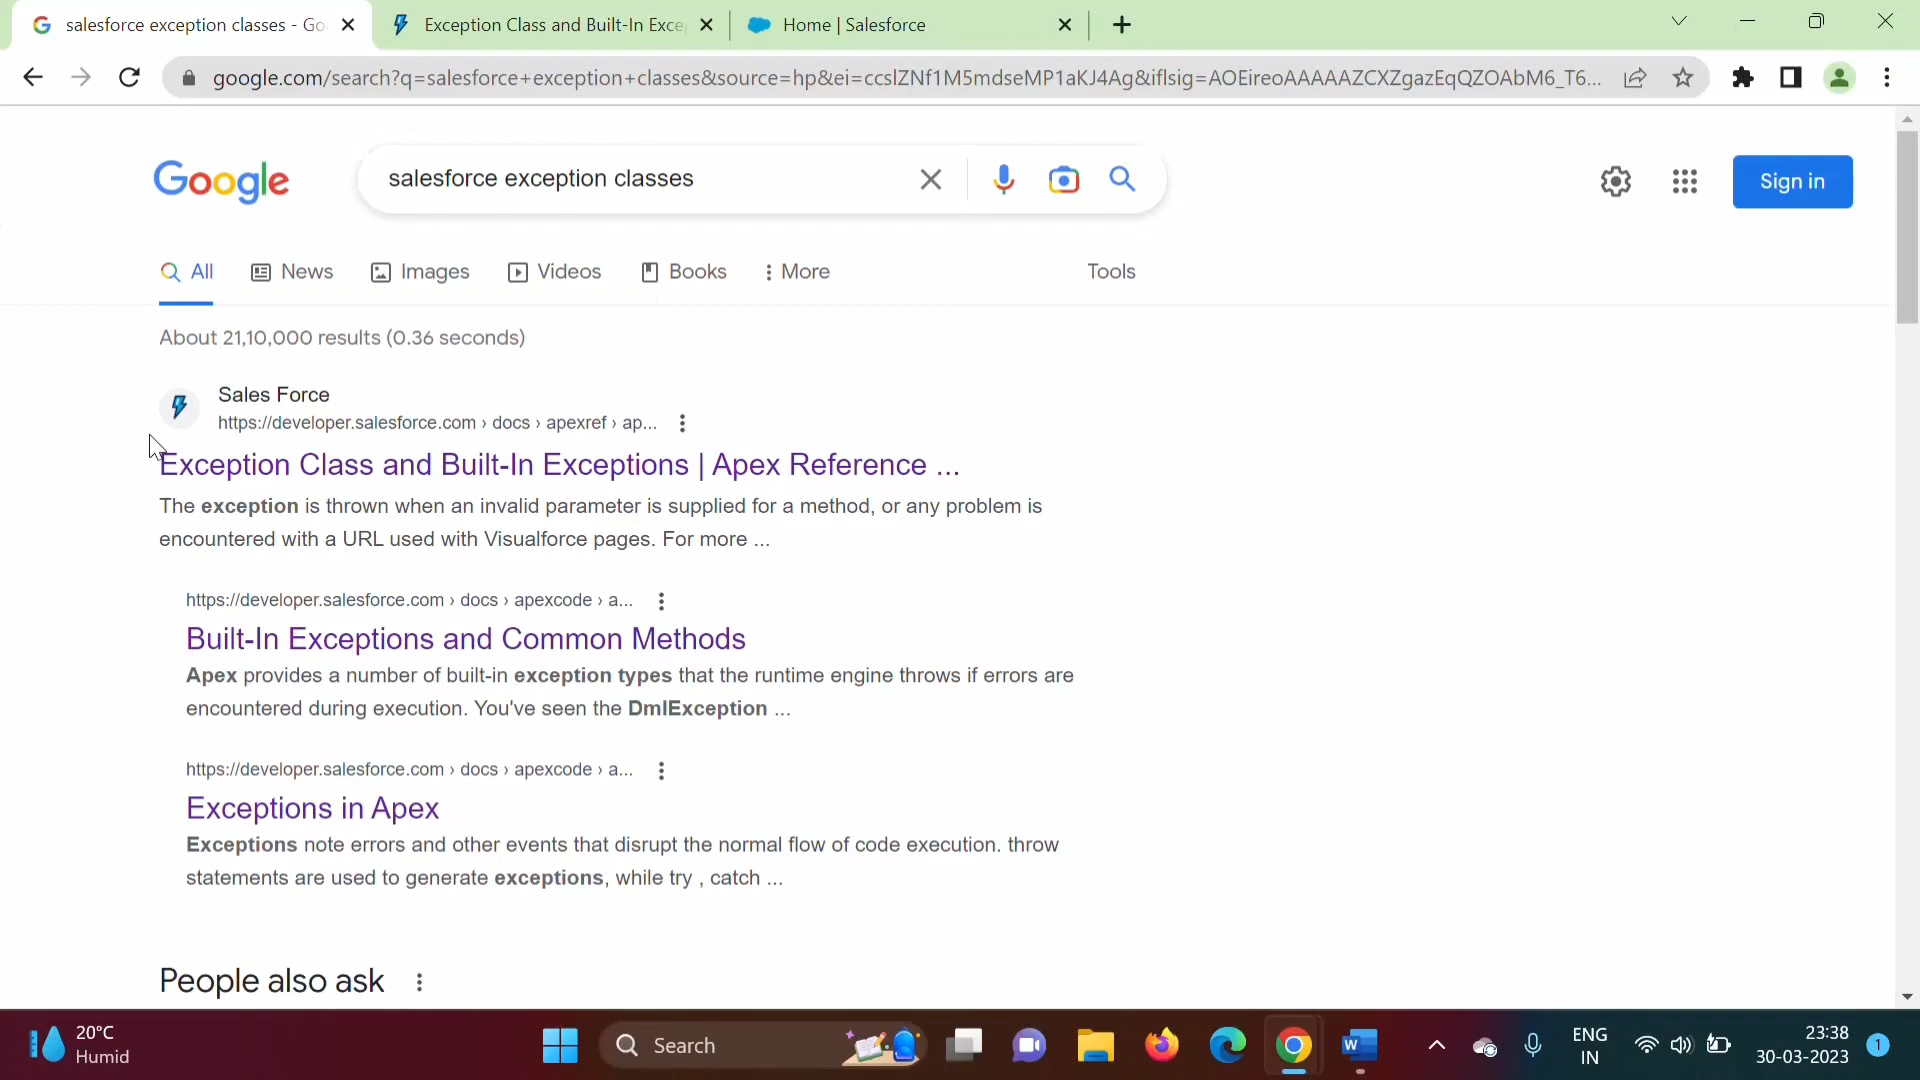 salesforce exception classes - Go
Exception Class and Built-In Exce
Home | Salesforce
google.com/search?q=salesforce+exception+classes&source=hp&ei=ccslZNf1M5mdseMP1aKJ4Ag&iflsig=AOEireoAAAAAZCXZgazEqQZOAbM6_T6...
Google
salesforce exception classes
Sign in
All
News
Images
Videos
Books
More
Tools
About 21,10,000 results (0.36 seconds)
Sales Force
https://developer.salesforce.com › docs › apexref › ap...
Exception Class and Built-In Exceptions | Apex Reference ...
The exception is thrown when an invalid parameter is supplied for a method, or any problem is
encountered with a URL used with Visualforce pages. For more ...
https://developer.salesforce.com › docs › apexcode › a...
Built-In Exceptions and Common Methods
Apex provides a number of built-in exception types that the runtime engine throws if errors are
encountered during execution. You've seen the DmlException ...
https://developer.salesforce.com › docs › apexcode › a...
Exceptions in Apex
Exceptions note errors and other events that disrupt the normal flow of code execution. throw
statements are used to generate exceptions, while try , catch ...
People also ask
20°C
Humid
Search
W
ENG
IN
23:38
30-03-2023
1